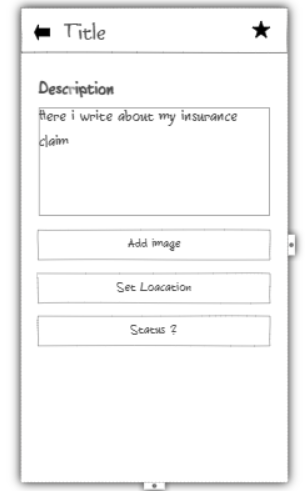 Title
Description
Here i write about my insurance
claim
Add image
Set Loacation
Status ?